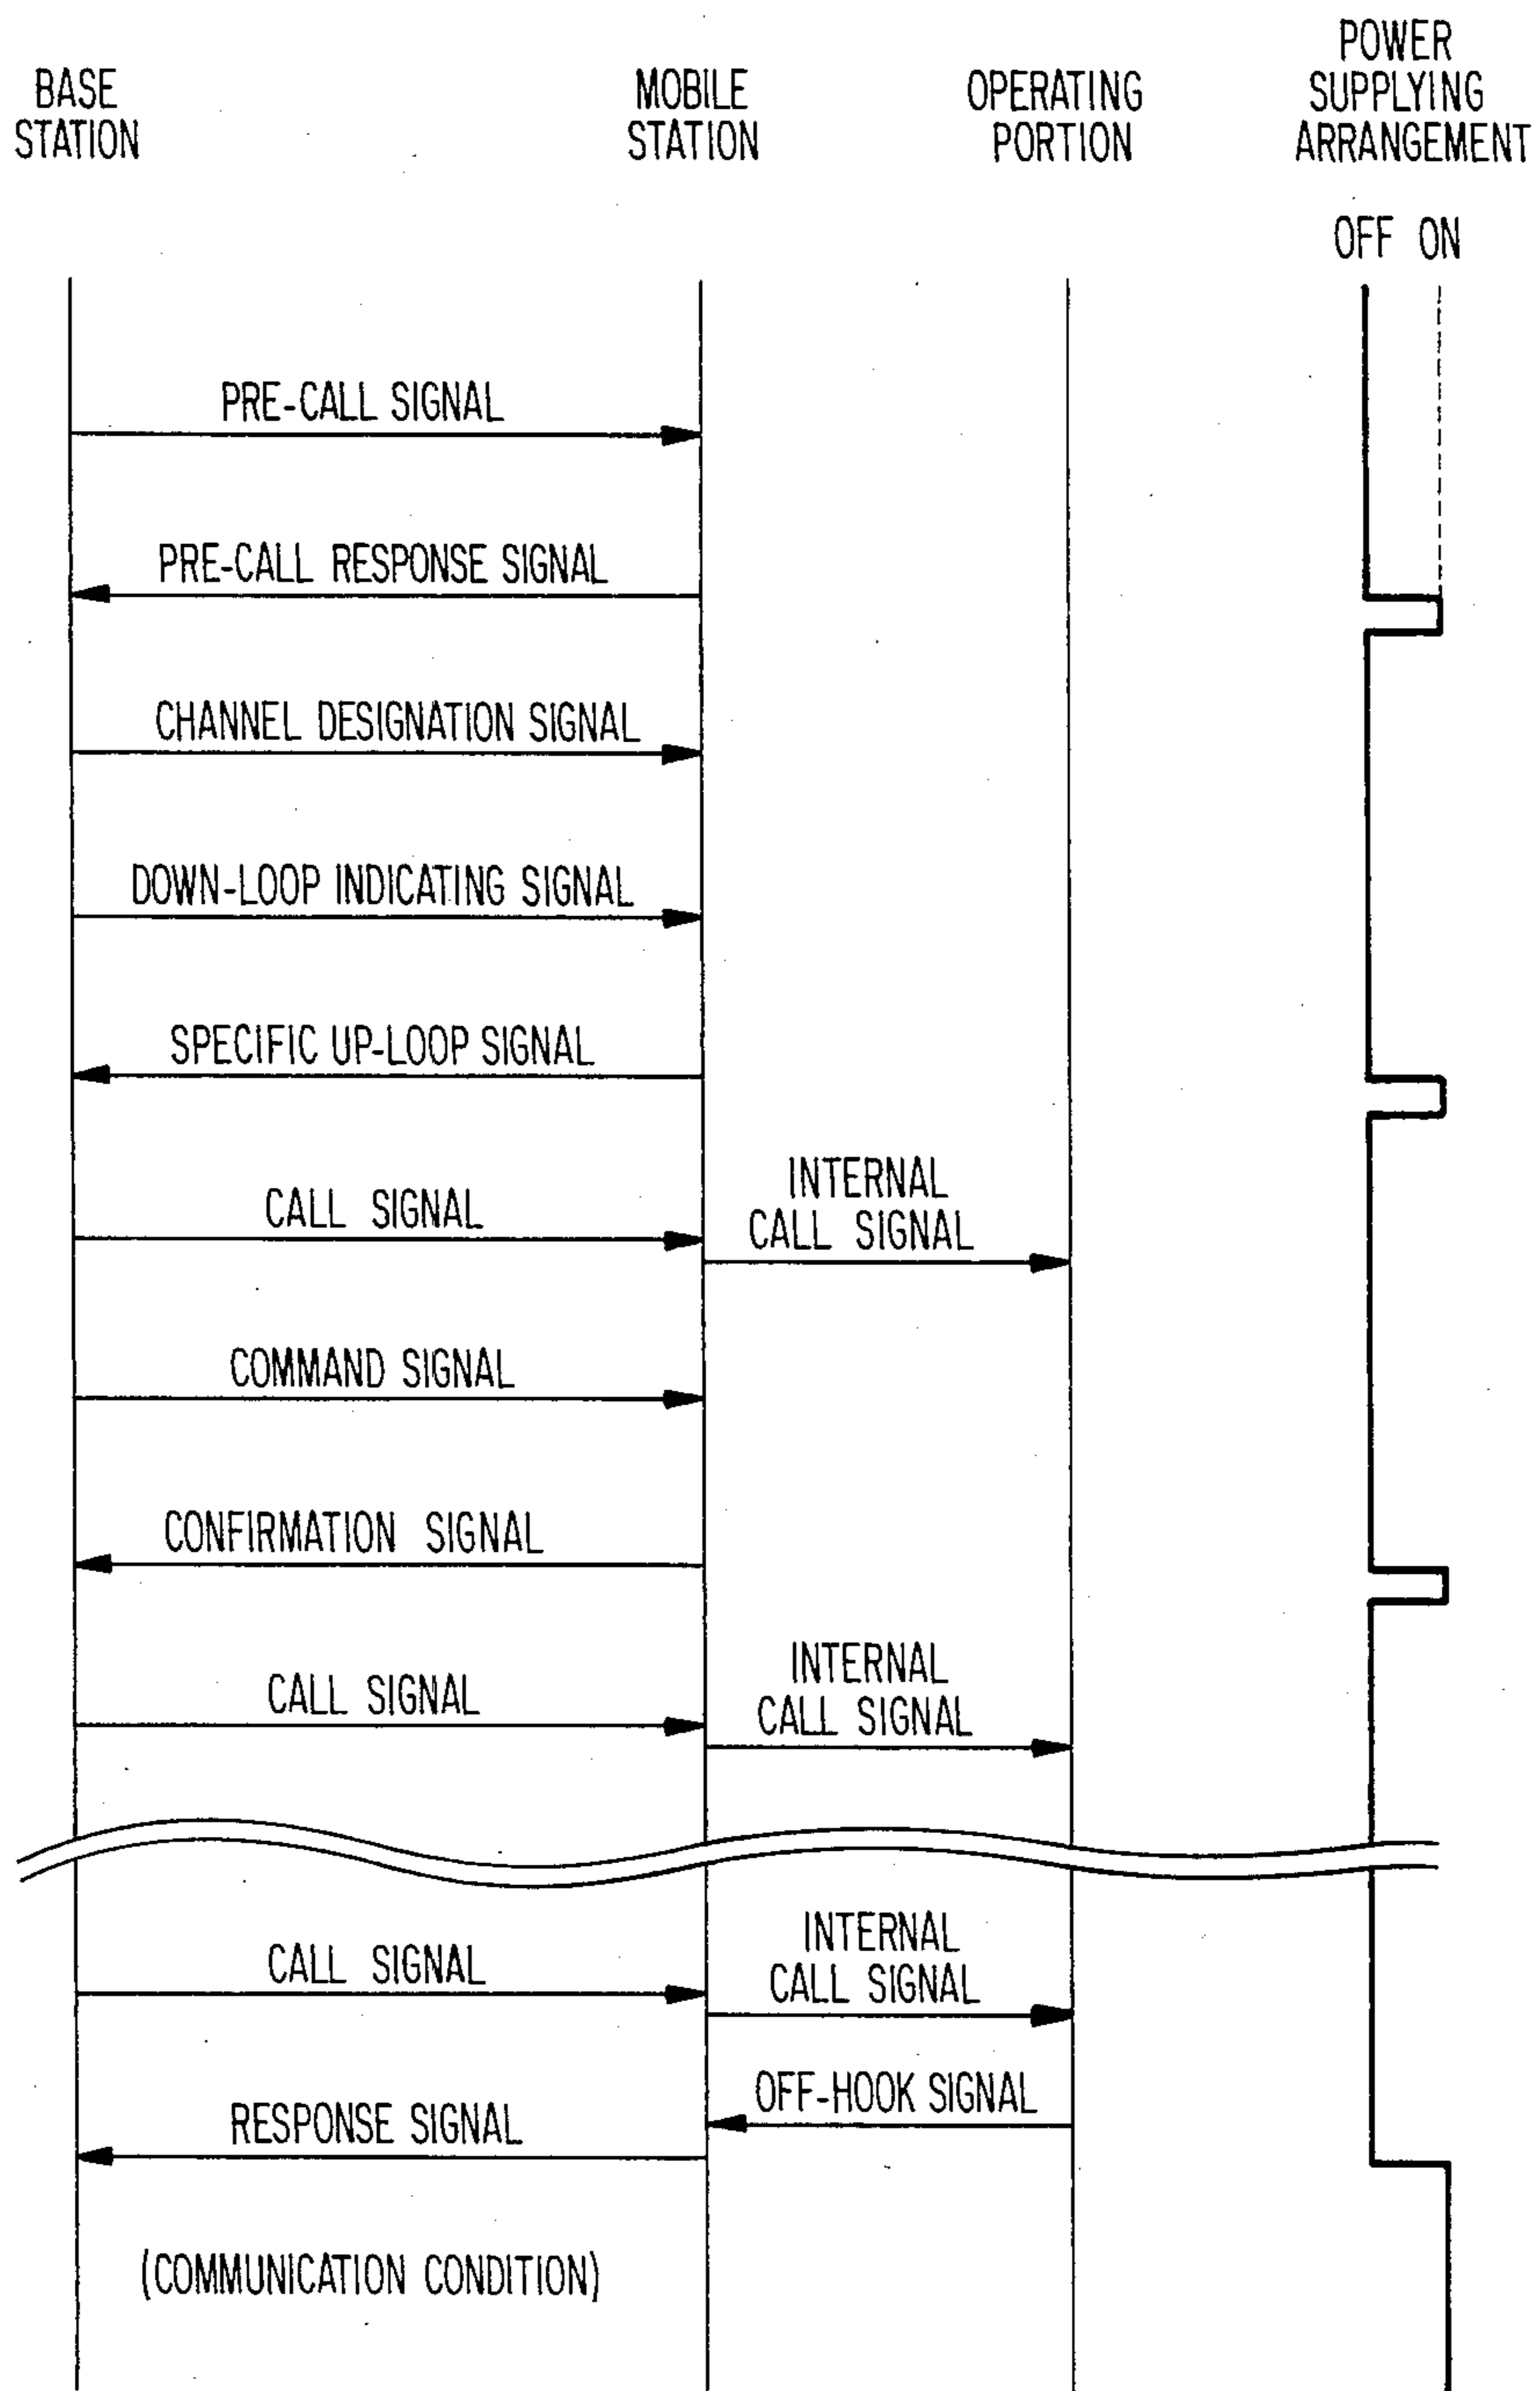 BASE
STATION
MOBILE
STATION
OPERATING
PORTION
POWER
SUPPLYING
ARRANGEMENT
OFF ON
PRE-CALL SIGNAL
PRE-CALL RESPONSE SIGNAL
CHANNEL DESIGNATION SIGNAL
DOWN-LOOP INDICATING SIGNAL
SPECIFIC UP-LOOP SIGNAL
CALL SIGNAL
INTERNAL
CALL SIGNAL
COMMAND SIGNAL
CONFIRMATION SIGNAL
CALL SIGNAL
INTERNAL
CALL SIGNAL
CALL SIGNAL
INTERNAL
CALL SIGNAL
OFF-HOOK SIGNAL
RESPONSE SIGNAL
(COMMUNICATION CONDITION)